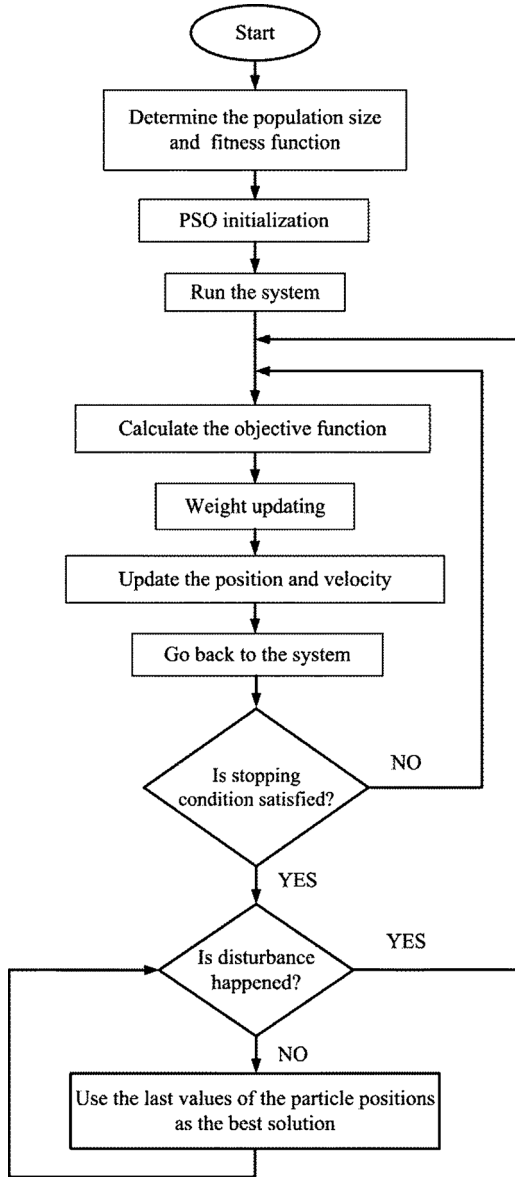 Start
Determine the population size
and fitness function
PSO initialization
Run the system
Calculate the objective function
Weight updating
Update the position and velocity
Go back to the system
Is stopping
condition satisfied?
NO
YES
Is disturbance
happened?
YES
NO
Use the last values of the particle positions
as the best solution